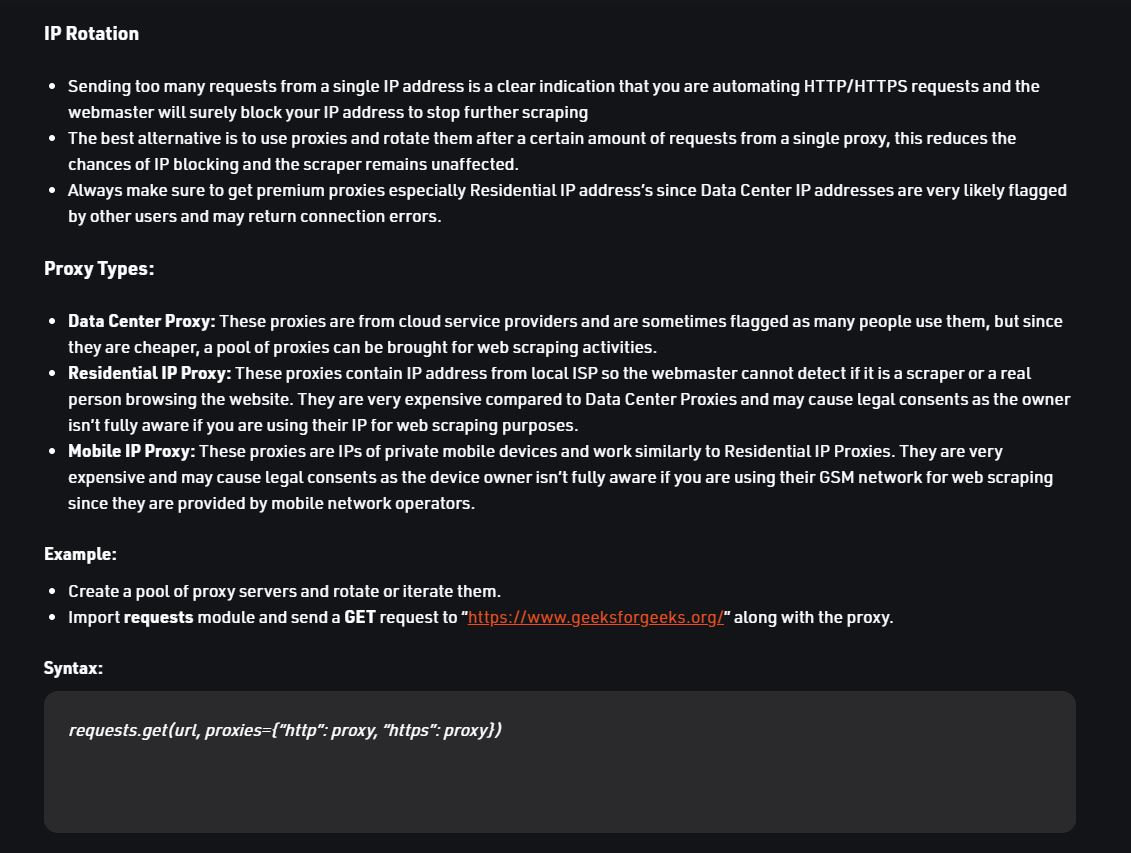 IP Rotation
• Sending too many requests from a single IP address is a clear indication that you are automating HTTP/HTTPS requests and the
webmaster will surely block your IP address to stop further scraping
• The best alternative is to use proxies and rotate them after a certain amount of requests from a single proxy, this reduces the
chances of IP blocking and the scraper remains unaffected.
• Always make sure to get premium proxies especially Residential IP address's since Data Center IP addresses are very likely flagged
by other users and may return connection errors.
Proxy Types:
• Data Center Proxy: These proxies are from cloud service providers and are sometimes flagged as many people use them, but since
they are cheaper, a pool of proxies can be brought for web scraping activities.
• Residential IP Proxy: These proxies contain IP address from local ISP so the webmaster cannot detect if it is a scraper or a real
person browsing the website. They are very expensive compared to Data Center Proxies and may cause legal consents as the owner
isn't fully aware if you are using their IP for web scraping purposes.
• Mobile IP Proxy: These proxies are IPs of private mobile devices and work similarly to Residential IP Proxies. They are very
expensive and may cause legal consents as the device owner isn't fully aware if you are using their GSM network for web scraping
since they are provided by mobile network operators.
Example:
• Create a pool of proxy servers and rotate or iterate them.
• Import requests module and send a GET request to "https://www.geeksforgeeks.org/" along with the proxy.
Syntax:
requests.get(url, proxies={"http": proxy, "https": proxy})